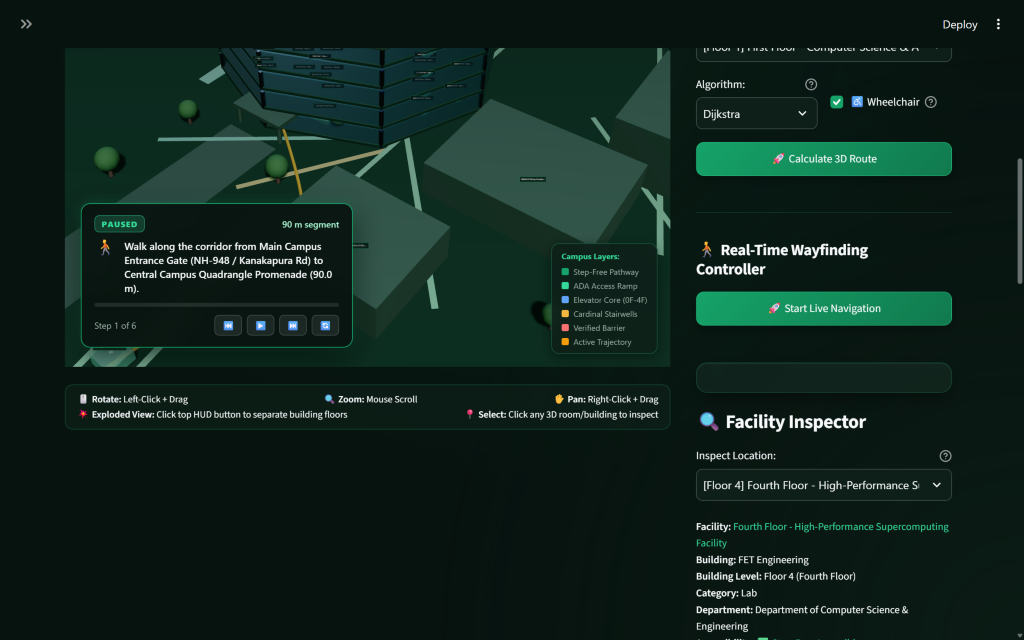 Deploy
[Floor 1] First Floor - Computer Science & A
Algorithm:
Dijkstra
Wheelchair
Calculate 3D Route
PAUSED
90 m segment
Walk along the corridor from Main Campus
Entrance Gate (NH-948 / Kanakapura Rd) to
Central Campus Quadrangle Promenade (90.0
m).
Step 1 of 6
Campus Layers:
Step-Free Pathway
ADA Access Ramp
Elevator Core (0F-4F)
Cardinal Stairwells
Verified Barrier
Active Trajectory
Rotate: Left-Click + Drag
Zoom: Mouse Scroll
Pan: Right-Click + Drag
Exploded View: Click top HUD button to separate building floors
Select: Click any 3D room/building to inspect
Real-Time Wayfinding
Controller
Start Live Navigation
Facility Inspector
Inspect Location:
[Floor 4] Fourth Floor - High-Performance S
Facility: Fourth Floor - High-Performance Supercomputing
Facility
Building: FET Engineering
Building Level: Floor 4 (Fourth Floor)
Category: Lab
Department: Department of Computer Science &
Engineering